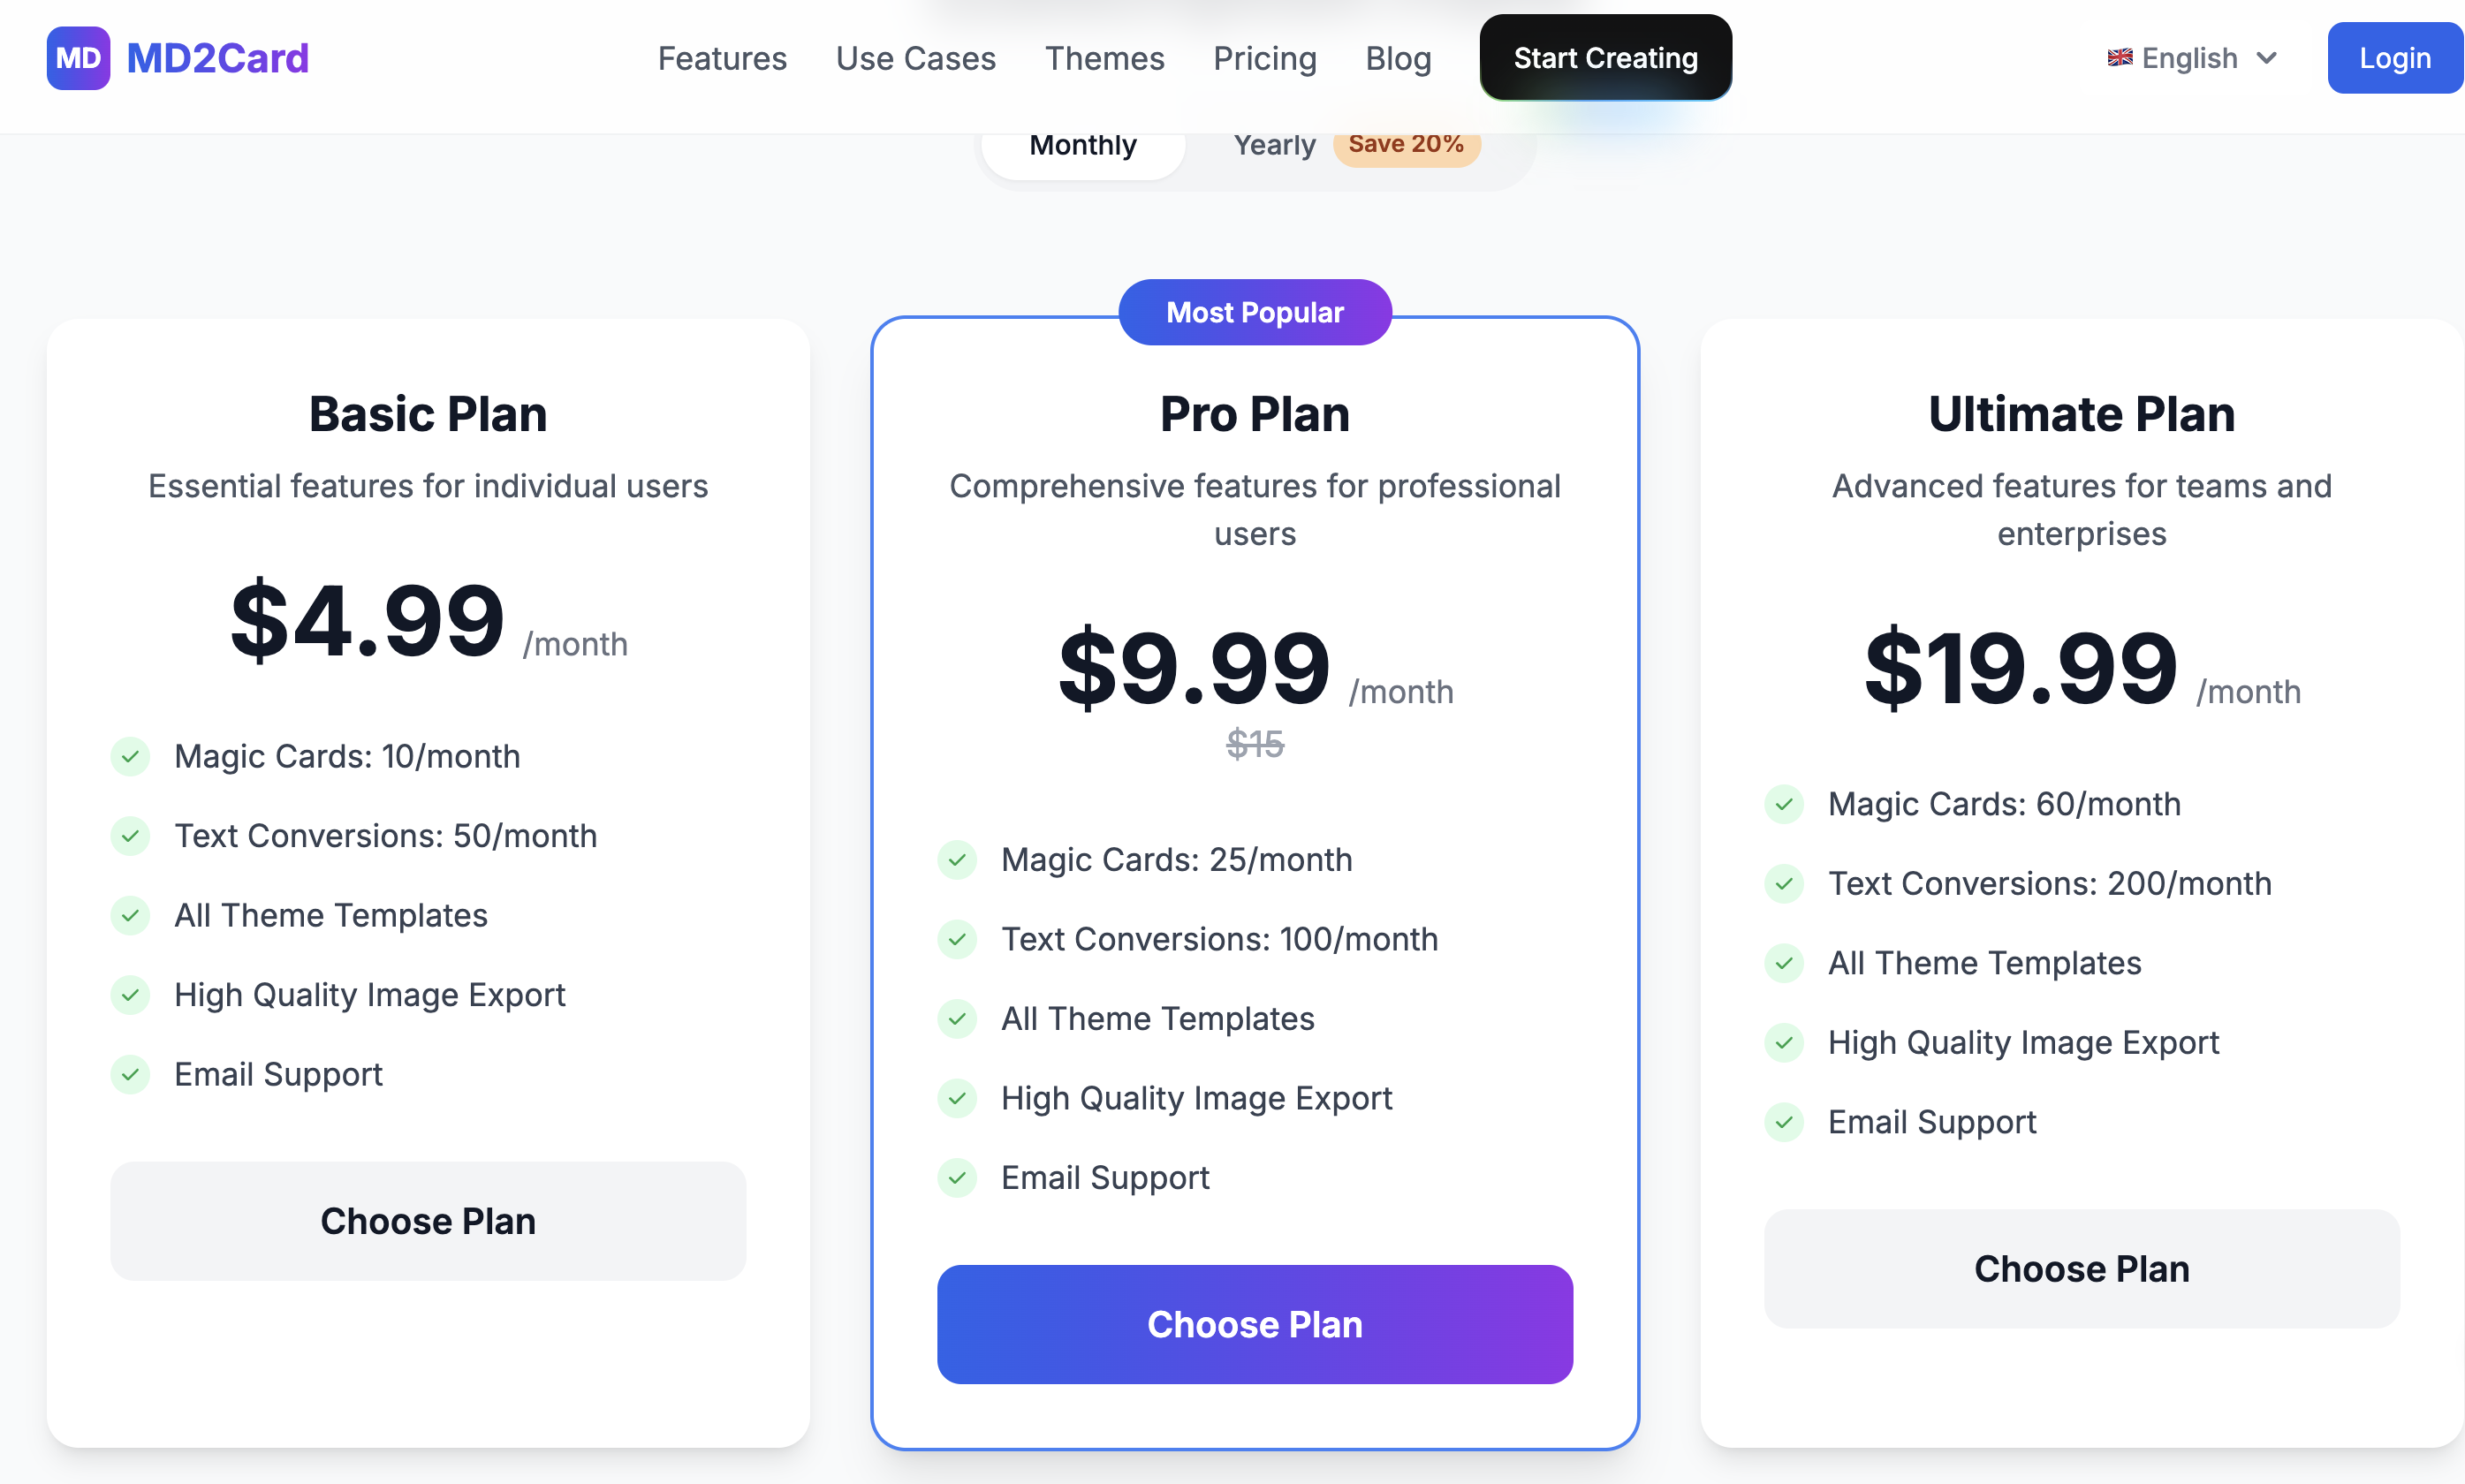 MD MD2Card
Features Use Cases Themes Pricing Blog Start Creating 🇬🇧 English Login
Monthly Yearly Save 20%
Basic Plan
Essential features for individual users
$4.99 /month
Magic Cards: 10/month
Text Conversions: 50/month
All Theme Templates
High Quality Image Export
Email Support
Choose Plan
Most Popular
Pro Plan
Comprehensive features for professional
users
$9.99 /month
$15
Magic Cards: 25/month
Text Conversions: 100/month
All Theme Templates
High Quality Image Export
Email Support
Choose Plan
Ultimate Plan
Advanced features for teams and
enterprises
$19.99 /month
Magic Cards: 60/month
Text Conversions: 200/month
All Theme Templates
High Quality Image Export
Email Support
Choose Plan